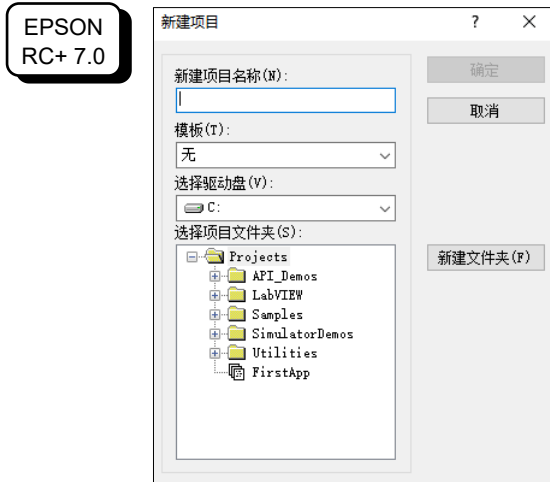 EPSON
RC+ 7.0
新建项目
?
新建项目名称(N):
确定
取消
模板(T):
无
选择驱动盘(V):
C:
选择项目文件夹(S):
Projects
新建文件夹(F)
API_Demos
LabVIEW
Samples
SimulatorDemos
Utilities
FirstApp